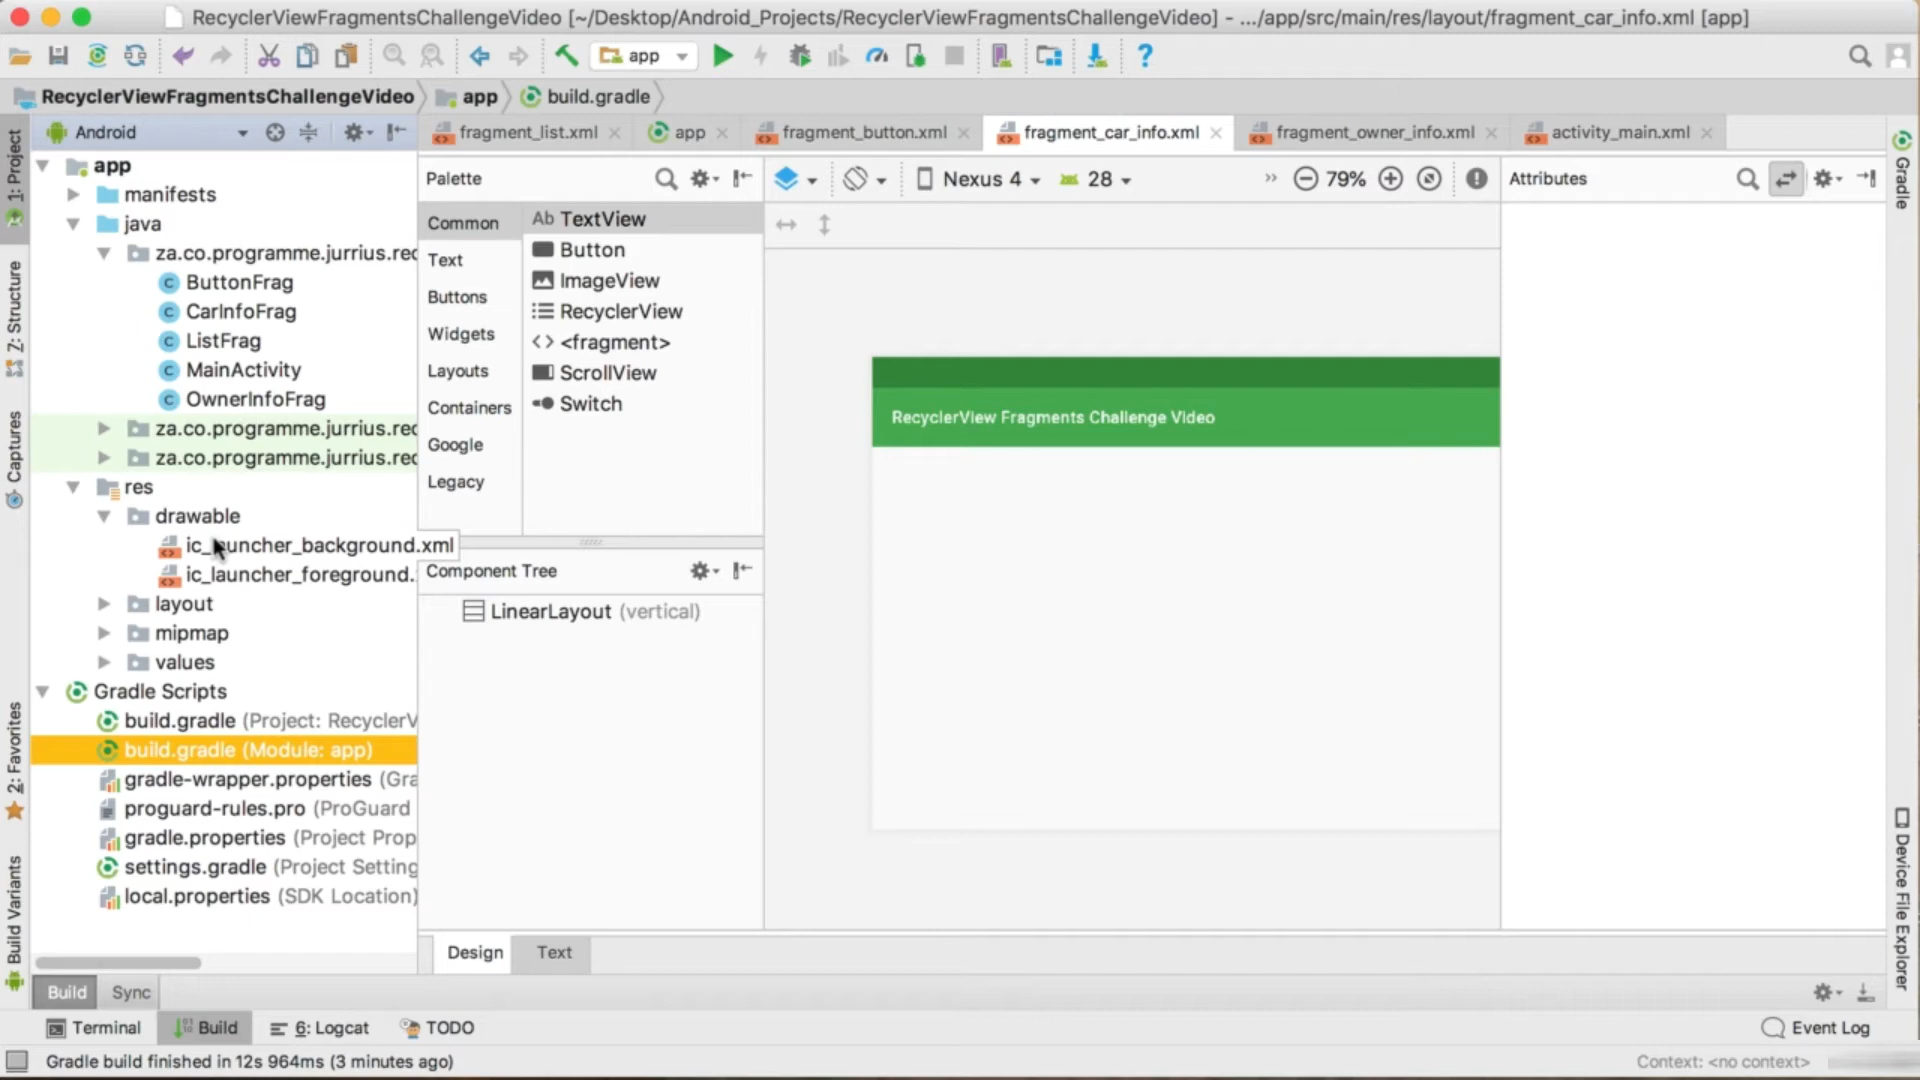 RecyclerViewFragmentsChallengeVideo [~/Desktop/Android_Projects/RecyclerViewFragmentsChallengeVideo] - .../app/src/main/res/layout/fragment_car_info.xml [app]
app
RecyclerViewFragmentsChallengeVideo app build.gradle
1: Project
Z: Structure
Captures
2: Favorites
Build Variants
Android
app
manifests
java
za.co.programme.jurrius.rec
ButtonFrag
CarInfoFrag
ListFrag
MainActivity
OwnerInfoFrag
za.co.programme.jurrius.rec
za.co.programme.jurrius.rec
res
drawable
ic_launcher_background.xml
ic_launcher_foreground.
layout
mipmap
values
Gradle Scripts
build.gradle (Project: RecyclerV
build.gradle (Module: app)
gradle-wrapper.properties (Gra
proguard-rules.pro (ProGuard
gradle.properties (Project Prop
settings.gradle (Project Setting
local.properties (SDK Location)
fragment_list.xml app fragment_button.xml fragment_car_info.xml fragment_owner_info.xml activity_main.xml
Palette
Common
Text
Buttons
Widgets
Layouts
Containers
Google
Legacy
Ab TextView
Button
ImageView
RecyclerView
<fragment>
ScrollView
Switch
Component Tree
LinearLayout (vertical)
Nexus 4 28 79%
RecyclerView Fragments Challenge Video
Attributes
Gradle
Device File Explorer
Design Text
Build Sync
Terminal Build 6: Logcat TODO Event Log
Gradle build finished in 12s 964ms (3 minutes ago) Context: <no context>